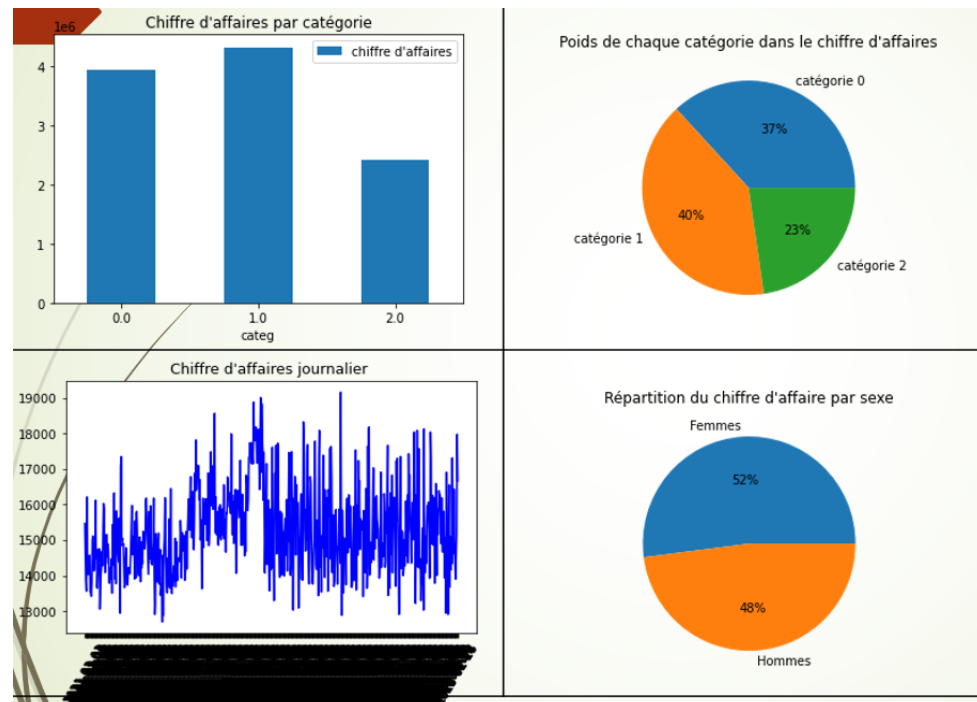 Chiffre d'affaires par catégorie
1e6
chiffre d'affaires
4
3
2
1
0
0.0 1.0 2.0
categ
Poids de chaque catégorie dans le chiffre d'affaires
catégorie 0
37%
40%
catégorie 1
23%
catégorie 2
Chiffre d'affaires journalier
19000
18000
17000
16000
15000
14000
13000
Répartition du chiffre d'affaire par sexe
Femmes
52%
48%
Hommes